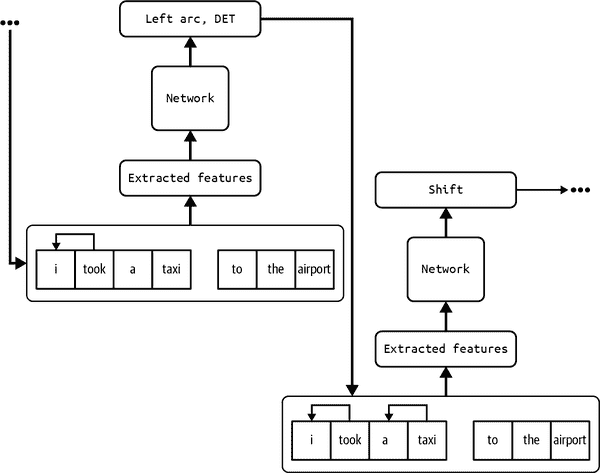 Left arc, DET
Network
Extracted features
i took a taxi to the airport
Shift
Network
Extracted features
i took a taxi to the airport